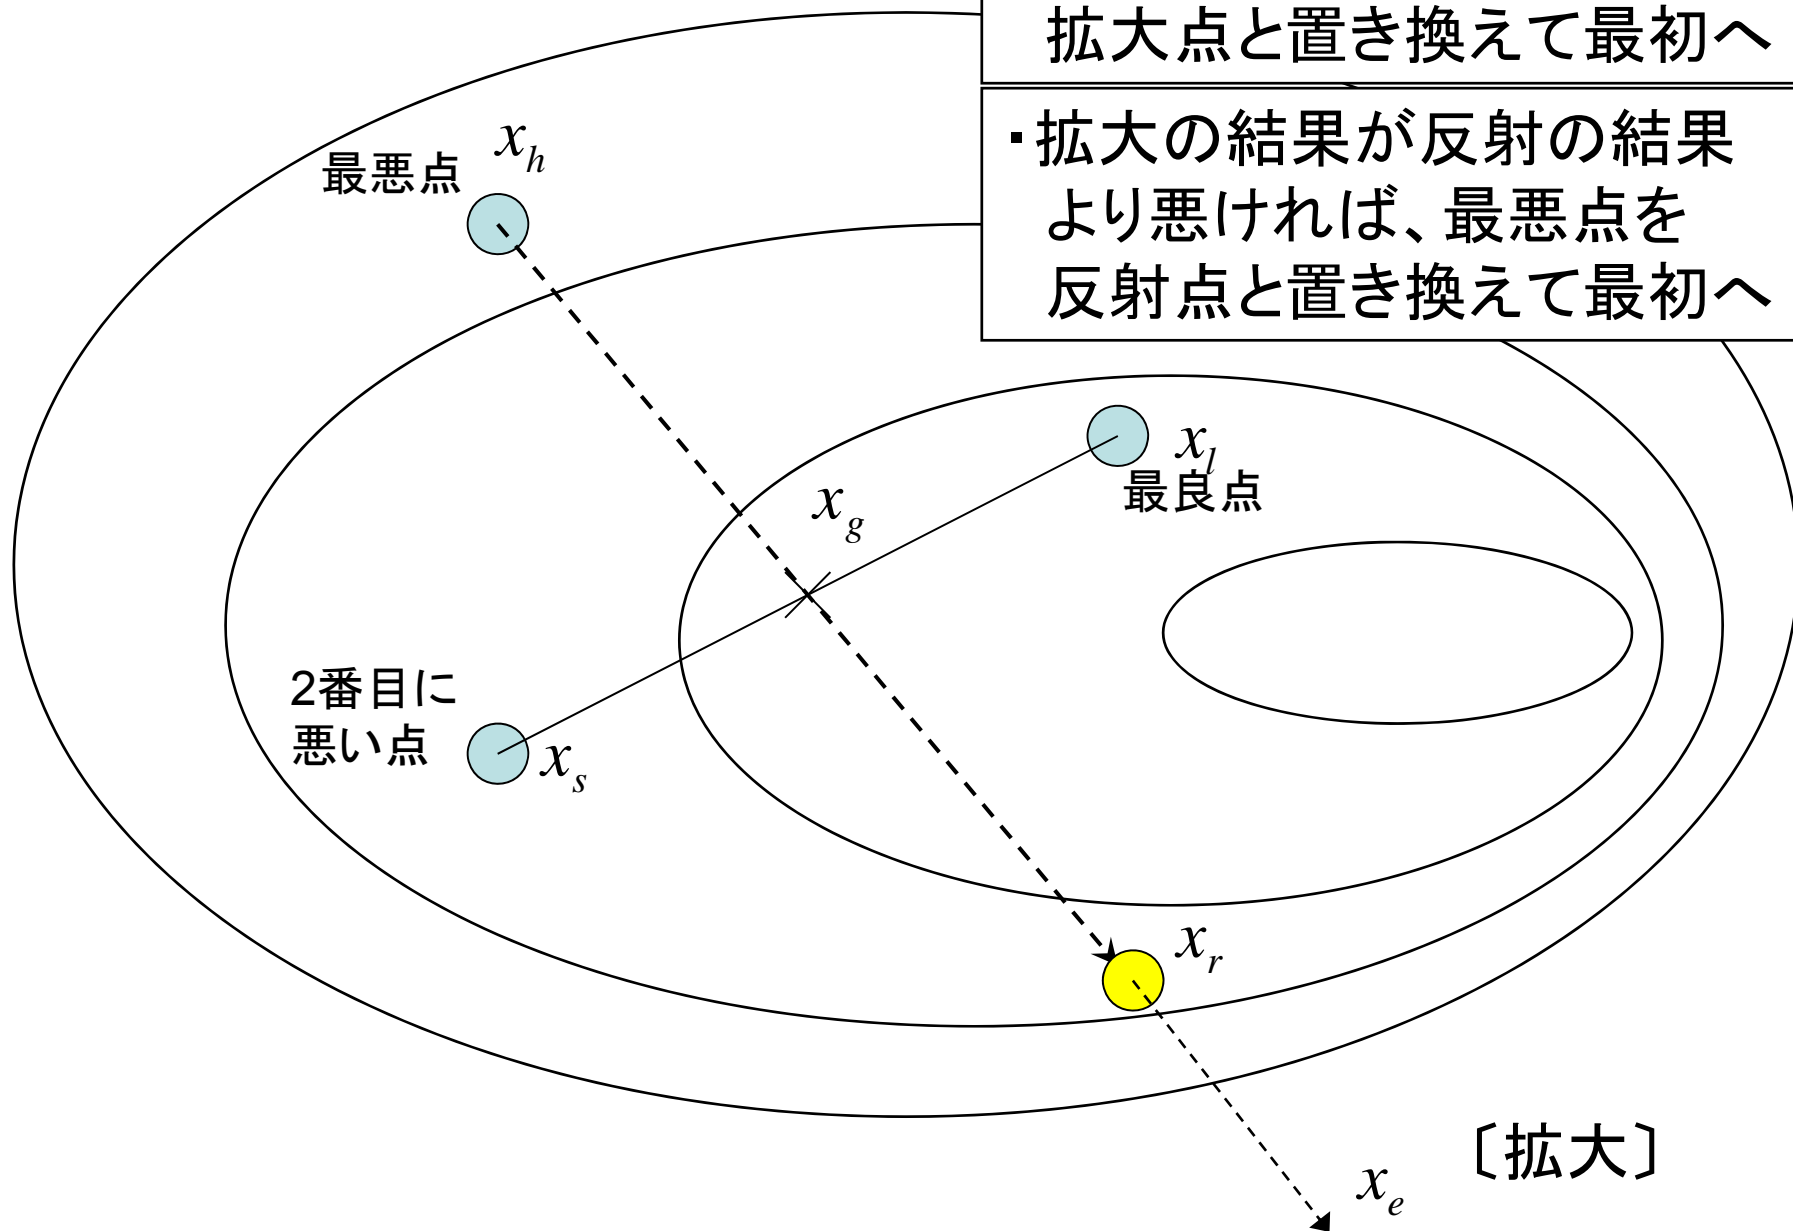 拡大点と置き換えて最初へ
・拡大の結果が反射の結果
より悪ければ、最悪点を
反射点と置き換えて最初へ
最悪点
x_h
x_l
最良点
x_g
2番目に
悪い点
x_s
x_r
〔拡大〕
x_e